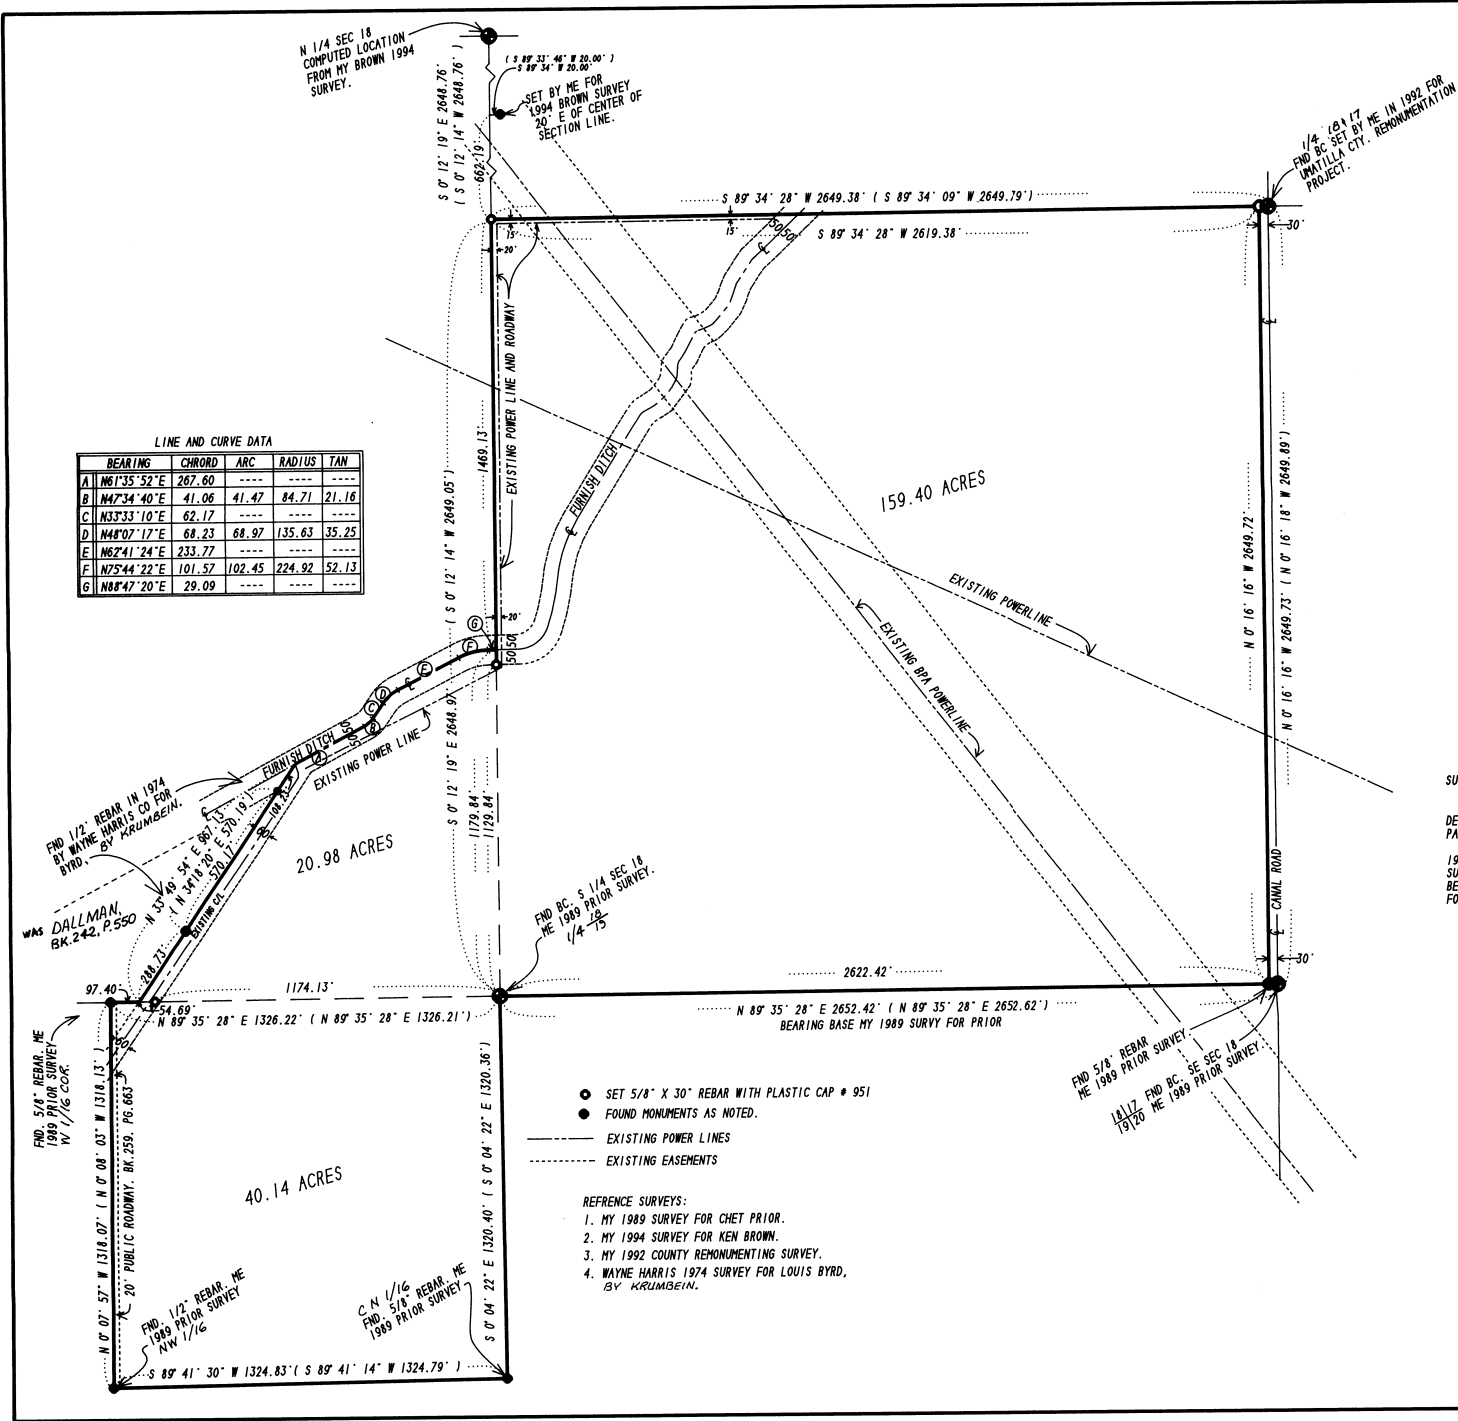 N 1/4 SEC 18
COMPUTED LOCATION
FROM MY BROWN 1994
SURVEY.
( S 89° 33' 46" W 20.00' )
S 89° 34' W 20.00'
SET BY ME FOR
1994 BROWN SURVEY
20' E OF CENTER OF
SECTION LINE.
S 0° 12' 19" E 2648.76'
( S 0° 12' 14" W 2648.76' )
662.19'
1/4 18+17
FND BC SET BY ME IN 1992 FOR
UMATILLA CTY. REMONUMENTATION
PROJECT.
S 89° 34' 28" W 2649.38' ( S 89° 34' 09" W 2649.79' )
S 89° 34' 28" W 2619.38'
15'
20'
15'
50 50
℄
30'
℄
EXISTING POWER LINE AND ROADWAY
1469.13'
( S 0° 12' 14" W 2649.05' )
S 0° 12' 19" E 2648.97'
LINE AND CURVE DATA
BEARING CHRORD ARC RADIUS TAN
A N61°35'52"E 267.60 ---- ---- ----
B N47°34'40"E 41.06 41.47 84.71 21.16
C N33°33'10"E 62.17 ---- ---- ----
D N48°07'17"E 68.23 68.97 135.63 35.25
E N62°41'24"E 233.77 ---- ---- ----
F N75°44'22"E 101.57 102.45 224.92 52.13
G N88°47'20"E 29.09 ---- ---- ----
℄ FURNISH DITCH
159.40 ACRES
N 0° 16' 16" W 2649.72'
N 0° 16' 16" W 2649.73' ( N 0° 16' 18" W 2649.89' )
EXISTING POWERLINE
EXISTING BPA POWERLINE
G
20'
F
50 50
E
℄
D
C
B
50 50
A
FURNISH DITCH
EXISTING POWER LINE
FND 1/2" REBAR IN 1974
BY WAYNE HARRIS CO FOR
BYRD, BY KRUMBEIN.
℄
108.23'
60'
N 33° 49' 54" E 667.13'
( N 34°18' 20" E 570.19' )
570.17'
EXISTING C/L
288.73'
WAS DALLMAN,
BK.242, P.550
20.98 ACRES
1179.84'
1129.84'
FND BC. S 1/4 SEC 18
ME 1989 PRIOR SURVEY.
1/4 18/19
SU
DE
PA
19
SU
BE
FO
CANAL ROAD
℄
30'
97.40
54.69'
1174.13'
N 89° 35' 28" E 1326.22' ( N 89° 35' 28" E 1326.21' )
2622.42'
N 89° 35' 28" E 2652.42' ( N 89° 35' 28" E 2652.62' )
BEARING BASE MY 1989 SURVY FOR PRIOR
FND. 5/8" REBAR. ME
1989 PRIOR SURVEY
W 1/16 COR.
60'
FND 5/8" REBAR
ME 1989 PRIOR SURVEY.
18|17 FND BC. SE SEC 18
19|20 ME 1989 PRIOR SURVEY.
SET 5/8" X 30" REBAR WITH PLASTIC CAP # 951
FOUND MONUMENTS AS NOTED.
EXISTING POWER LINES
EXISTING EASEMENTS
N 0° 07' 57" W 1318.07' ( N 0° 08' 03" W 1318.13' )
20' PUBLIC ROADWAY. BK.259. PG.663
40.14 ACRES
S 0° 04' 22" E 1320.40' ( S 0° 04' 22" E 1320.36' )
REFRENCE SURVEYS:
1. MY 1989 SURVEY FOR CHET PRIOR.
2. MY 1994 SURVEY FOR KEN BROWN.
3. MY 1992 COUNTY REMONUMENTING SURVEY.
4. WAYNE HARRIS 1974 SURVEY FOR LOUIS BYRD,
BY KRUMBEIN.
FND. 1/2" REBAR. ME
1989 PRIOR SURVEY
NW 1/16
C N 1/16
FND. 5/8" REBAR. ME
1989 PRIOR SURVEY
S 89° 41' 30" W 1324.83' ( S 89° 41' 14" W 1324.79' )